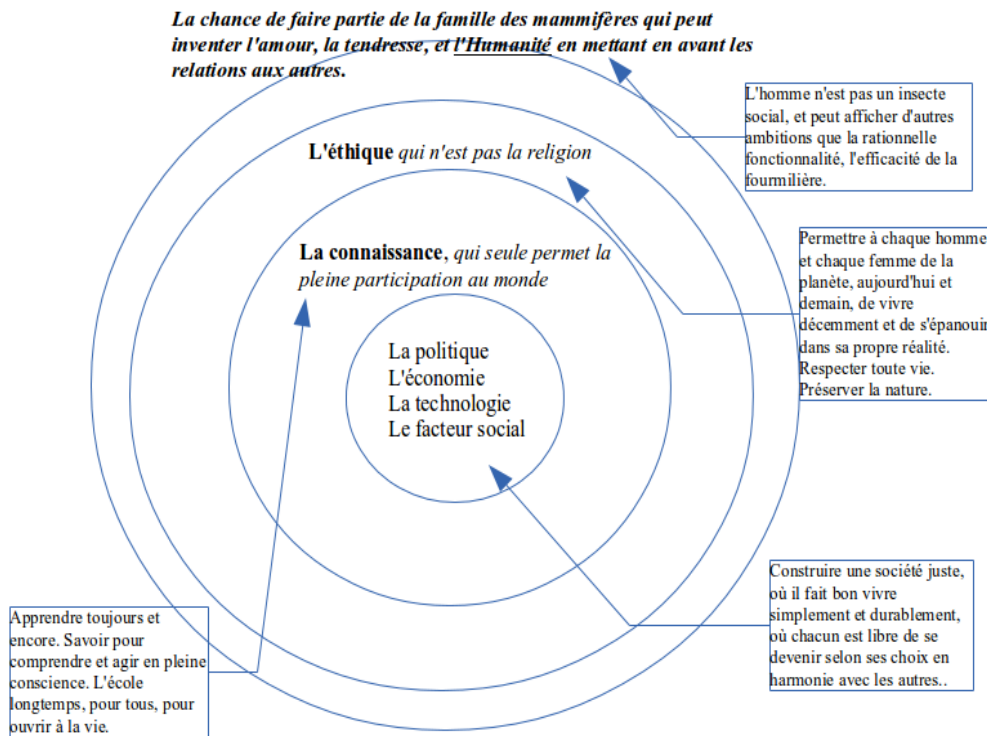 La chance de faire partie de la famille des mammifères qui peut
inventer l'amour, la tendresse, et l'Humanité en mettant en avant les
relations aux autres.
L'homme n'est pas un insecte
social, et peut afficher d'autres
ambitions que la rationnelle
fonctionnalité, l'efficacité de la
fourmilière.
L'éthique qui n'est pas la religion
Permettre à chaque homme
et chaque femme de la
planète, aujourd'hui et
demain, de vivre
décemment et de s'épanouir
dans sa propre réalité.
Respecter toute vie.
Préserver la nature.
La connaissance, qui seule permet la
pleine participation au monde
La politique
L'économie
La technologie
Le facteur social
Construire une société juste,
où il fait bon vivre
simplement et durablement,
où chacun est libre de se
devenir selon ses choix en
harmonie avec les autres..
Apprendre toujours et
encore. Savoir pour
comprendre et agir en pleine
conscience. L'école
longtemps, pour tous, pour
ouvrir à la vie.